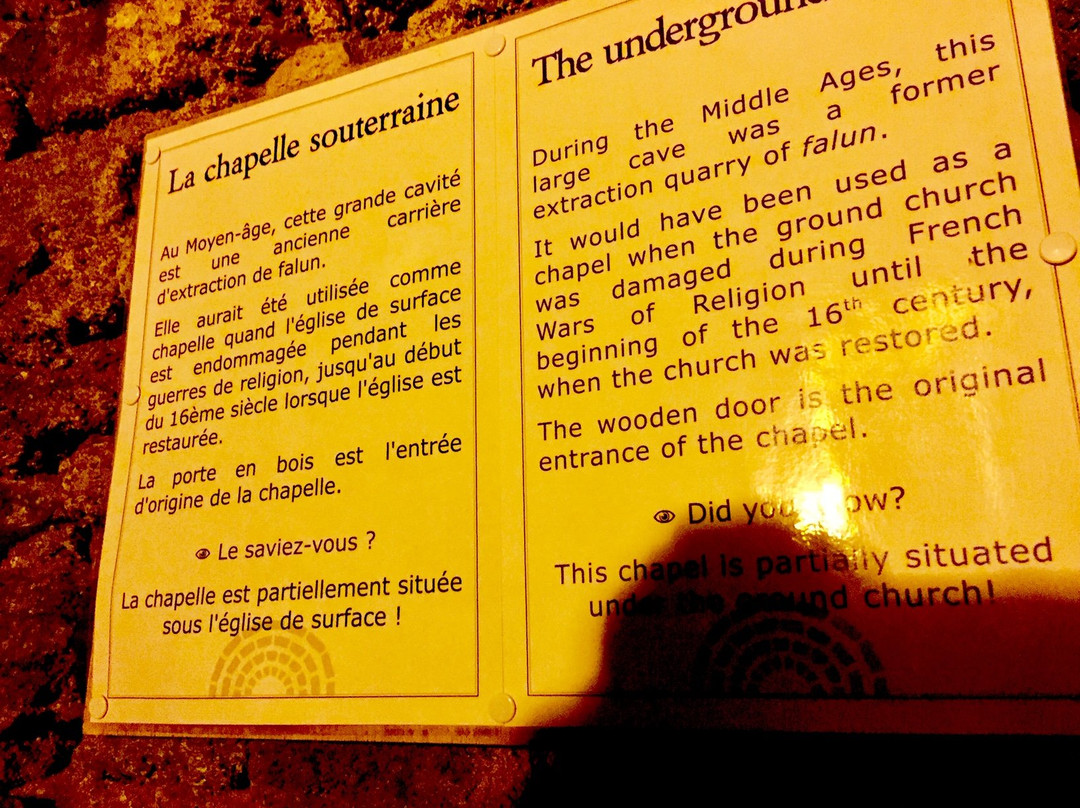 La chapelle souterraine
Au Moyen-âge, cette grande cavité
est une ancienne carrière
d'extraction de falun.
Elle aurait été utilisée comme
chapelle quand l'église de surface
est endommagée pendant les
guerres de religion, jusqu'au début
du 16ème siècle lorsque l'église est
restaurée.
La porte en bois est l'entrée
d'origine de la chapelle.
Le saviez-vous ?
La chapelle est partiellement située
sous l'église de surface !
The underground
During the Middle Ages, this
large cave was a former
extraction quarry of falun.
It would have been used as a
chapel when the ground church
was damaged during French
Wars of Religion until the
beginning of the 16th century,
when the church was restored.
The wooden door is the original
entrance of the chapel.
Did you know?
This chapel is partially situated
under the ground church!